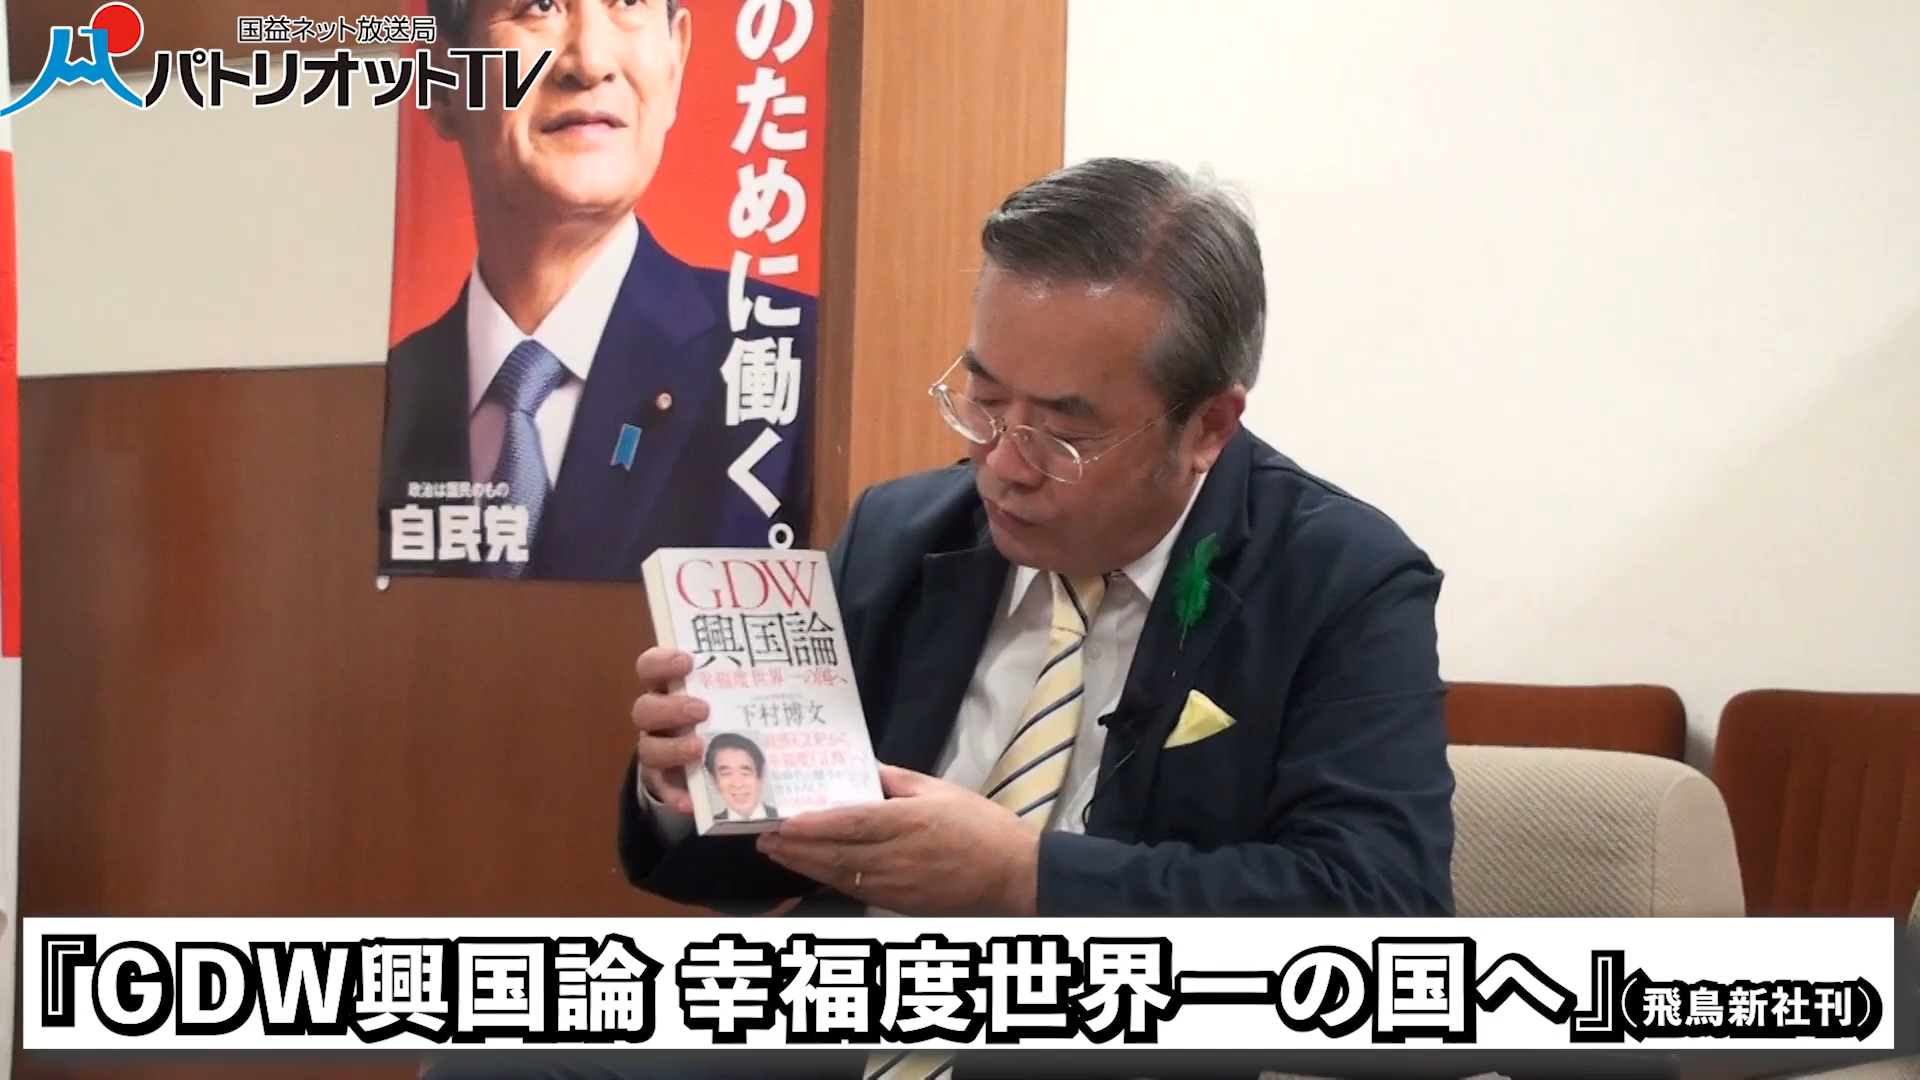 国益ネット放送局
パトリオットTV
のために働く。
政治は国民のもの
自民党
GDW
興国論
幸福度世界一の国へ
下村博文
『GDW興国論 幸福度世界一の国へ』(飛鳥新社刊)